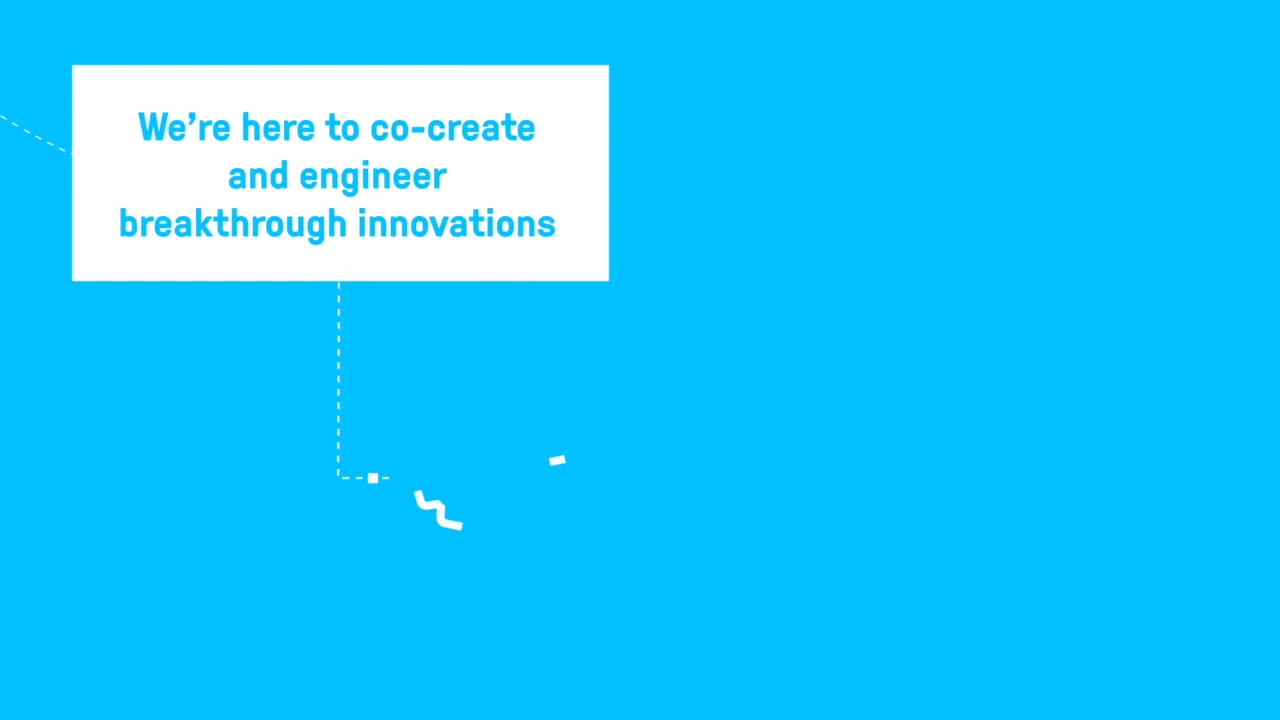 We’re here to co-create
and engineer
breakthrough innovations